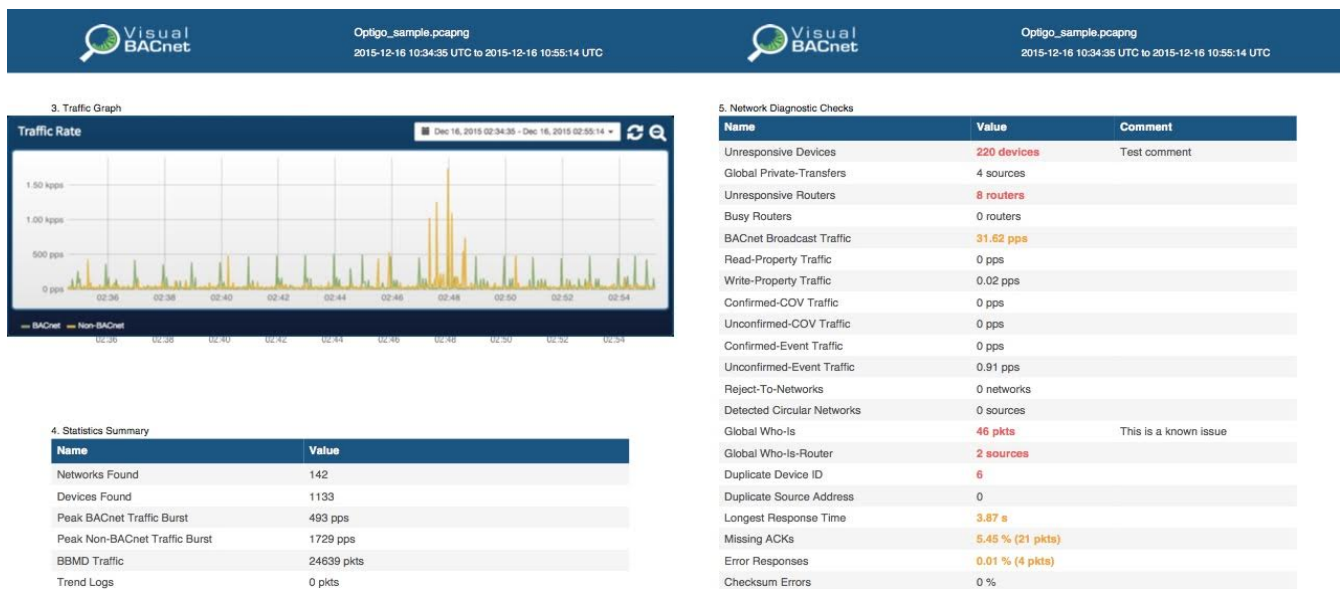 Visual
BACnet
Optigo_sample.pcapng
2015-12-16 10:34:35 UTC to 2015-12-16 10:55:14 UTC
3. Traffic Graph
Traffic Rate
Dec 16, 2015 02:34:35 - Dec 16, 2015 02:55:14
1.50 kpps
1.00 kpps
500 pps
0 pps
02:36 02:38 02:40 02:42 02:44 02:46 02:48 02:50 02:52 02:54
BACnet Non-BACnet
02:36 02:38 02:40 02:42 02:44 02:46 02:48 02:50 02:52 02:54
4. Statistics Summary
Name Value
Networks Found 142
Devices Found 1133
Peak BACnet Traffic Burst 493 pps
Peak Non-BACnet Traffic Burst 1729 pps
BBMD Traffic 24639 pkts
Trend Logs 0 pkts
Visual
BACnet
Optigo_sample.pcapng
2015-12-16 10:34:35 UTC to 2015-12-16 10:55:14 UTC
5. Network Diagnostic Checks
Name Value Comment
Unresponsive Devices 220 devices Test comment
Global Private-Transfers 4 sources
Unresponsive Routers 8 routers
Busy Routers 0 routers
BACnet Broadcast Traffic 31.62 pps
Read-Property Traffic 0 pps
Write-Property Traffic 0.02 pps
Confirmed-COV Traffic 0 pps
Unconfirmed-COV Traffic 0 pps
Confirmed-Event Traffic 0 pps
Unconfirmed-Event Traffic 0.91 pps
Reject-To-Networks 0 networks
Detected Circular Networks 0 sources
Global Who-Is 46 pkts This is a known issue
Global Who-Is-Router 2 sources
Duplicate Device ID 6
Duplicate Source Address 0
Longest Response Time 3.87 s
Missing ACKs 5.45 % (21 pkts)
Error Responses 0.01 % (4 pkts)
Checksum Errors 0 %